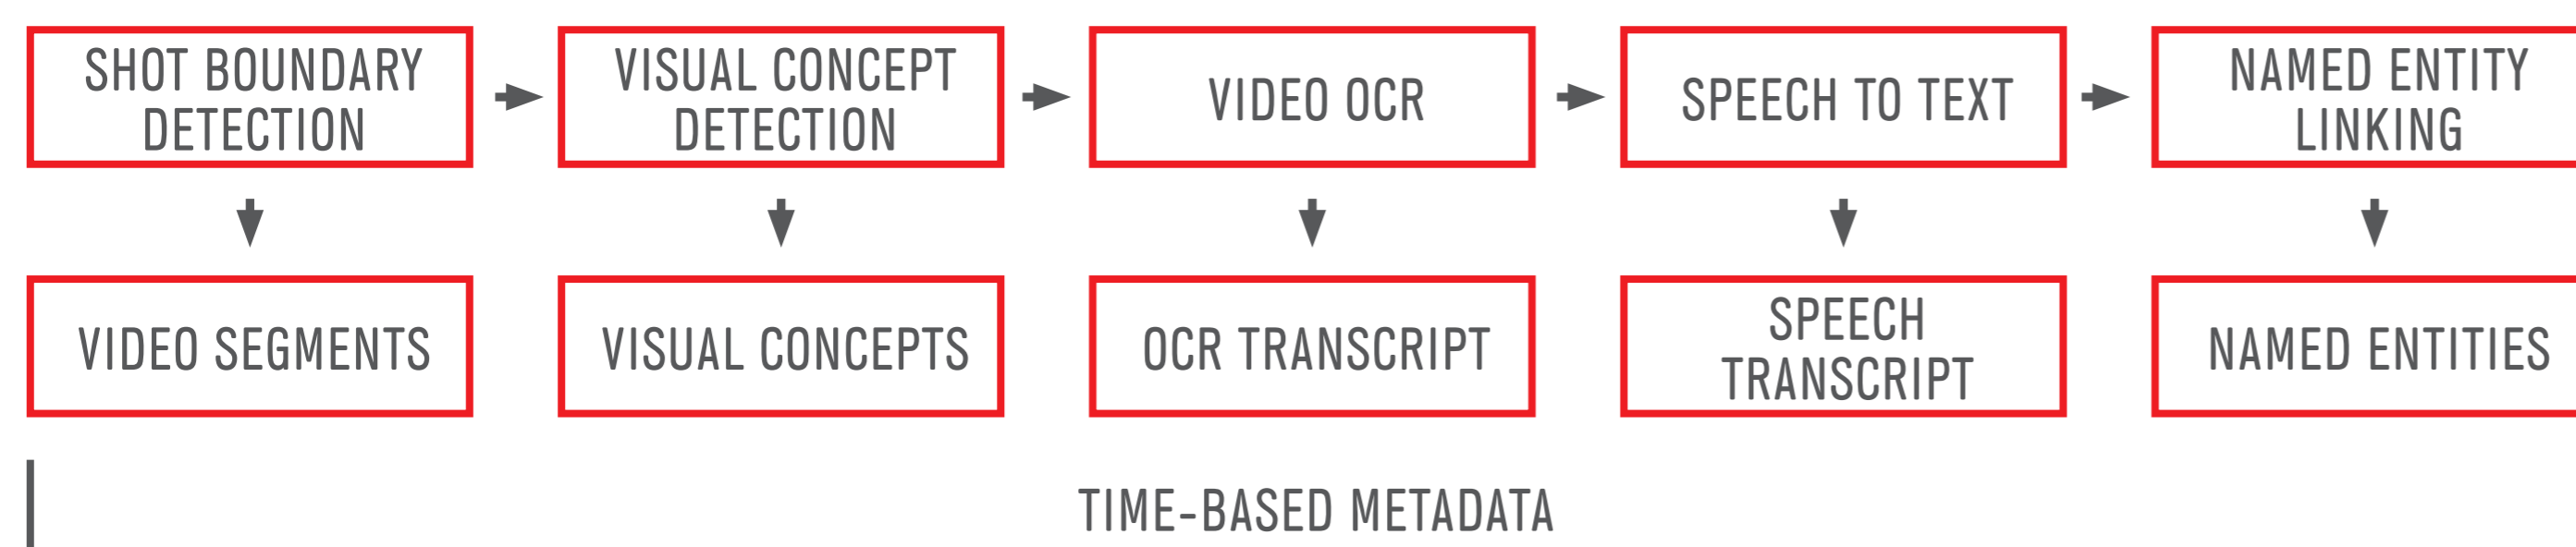 SHOT BOUNDARY
DETECTION
VISUAL CONCEPT
DETECTION
VIDEO OCR
SPEECH TO TEXT
NAMED ENTITY
LINKING
VIDEO SEGMENTS
VISUAL CONCEPTS
OCR TRANSCRIPT
SPEECH
TRANSCRIPT
NAMED ENTITIES
TIME-BASED METADATA